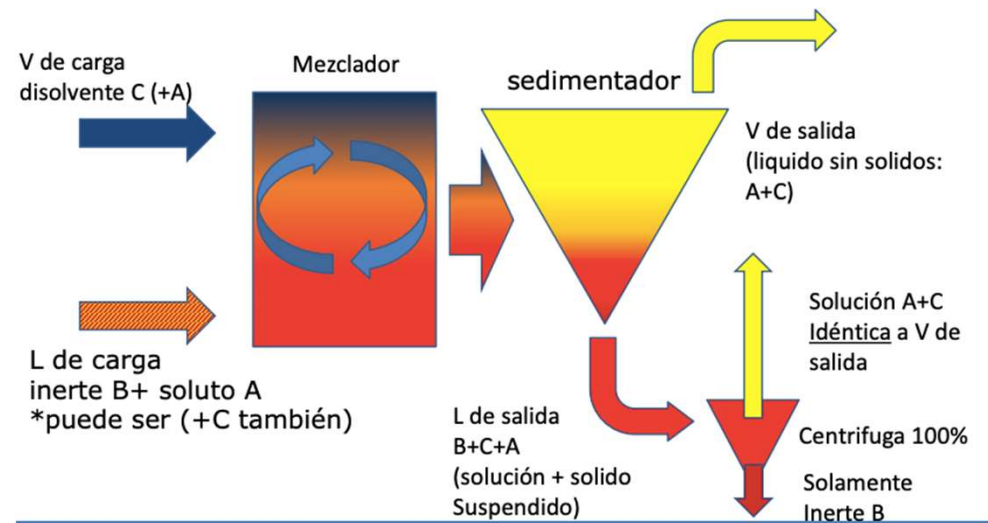 V de carga
disolvente C (+A)
Mezclador
sedimentador
V de salida
(liquido sin solidos:
A+C)
L de carga
inerte B+ soluto A
*puede ser (+C también)
L de salida
B+C+A
(solución + solido
Suspendido)
Solución A+C
Idéntica a V de
salida
Centrifuga 100%
Solamente
Inerte B